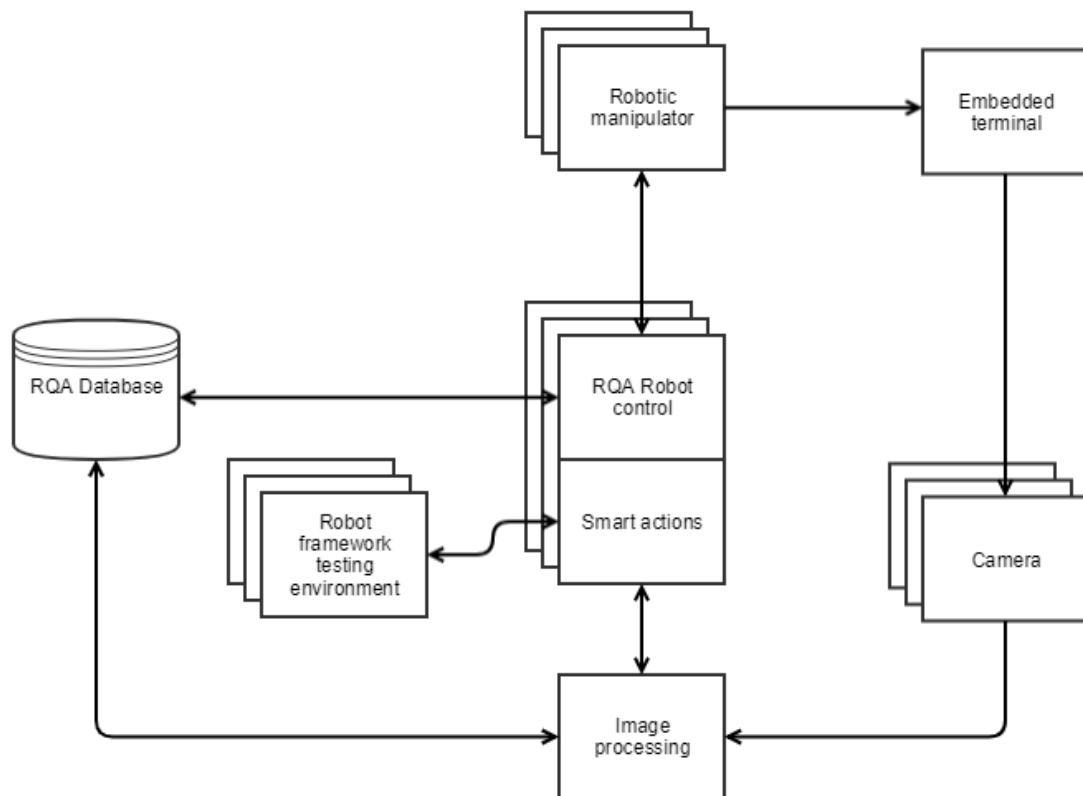 Robotic
manipulator
Embedded
terminal
RQA Database
RQA Robot
control
Robot
framework
testing
environment
Smart actions
Camera
Image
processing